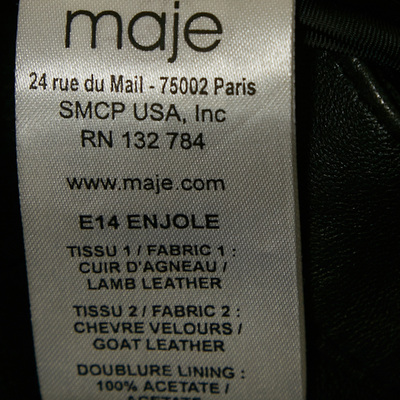 maje
24 rue du Mail - 75002 Paris
SMCP USA, Inc
RN 132 784
www.maje.com
E14 ENJOLE
TISSU 1 / FABRIC 1 :
CUIR D'AGNEAU /
LAMB LEATHER
TISSU 2 / FABRIC 2 :
CHEVRE VELOURS /
GOAT LEATHER
DOUBLURE LINING :
100% ACETATE /